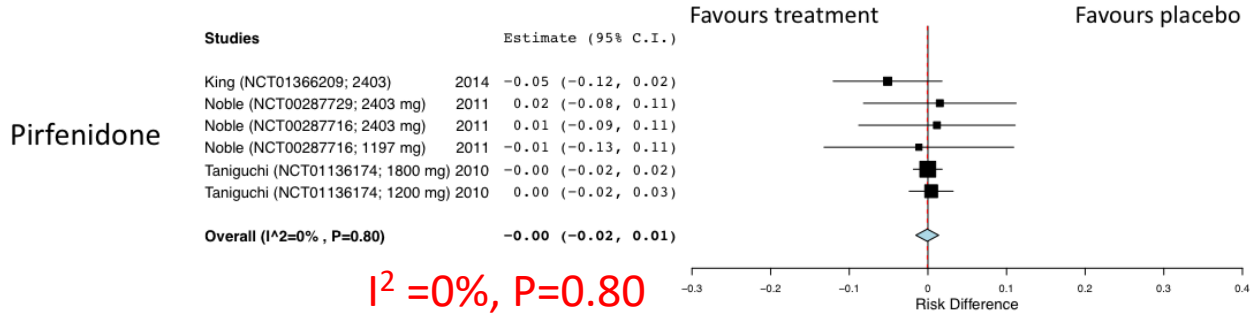 Favours treatment Favours placebo
Studies Estimate (95% C.I.)
King (NCT01366209; 2403) 2014 -0.05 (-0.12, 0.02)
Noble (NCT00287729; 2403 mg) 2011 0.02 (-0.08, 0.11)
Noble (NCT00287716; 2403 mg) 2011 0.01 (-0.09, 0.11)
Pirfenidone
Noble (NCT00287716; 1197 mg) 2011 -0.01 (-0.13, 0.11)
Taniguchi (NCT01136174; 1800 mg) 2010 -0.00 (-0.02, 0.02)
Taniguchi (NCT01136174; 1200 mg) 2010 0.00 (-0.02, 0.03)
Overall (I^2=0% , P=0.80) -0.00 (-0.02, 0.01)
I² =0%, P=0.80
−0.3 −0.2 −0.1 0 0.1 0.2 0.3 0.4
Risk Difference